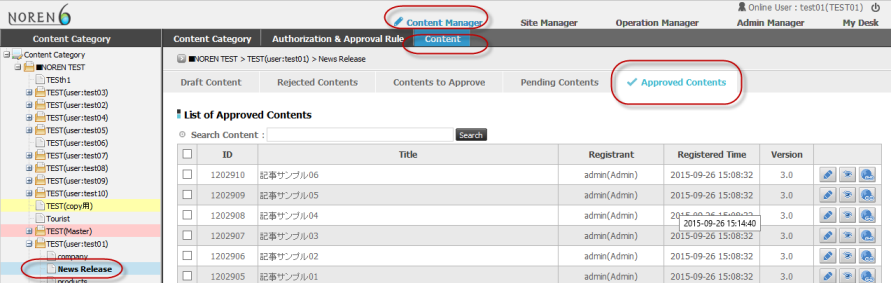 Online User : test01(TEST01)
NOREN 6
Content Manager Site Manager Operation Manager Admin Manager My Desk
Content Category Content Category Authorization & Approval Rule Content
Content Category
■NOREN TEST > TEST(user:test01) > News Release
■NOREN TEST
TESth1
TEST(user:test03)
TEST(user:test02)
TEST(user:test04)
TEST(user:test05)
TEST(user:test06)
TEST(user:test07)
TEST(user:test08)
TEST(user:test09)
TEST(user:test10)
TEST(copy用)
Tourist
TEST(Master)
TEST(user:test01)
company
News Release
products
Draft Content Rejected Contents Contents to Approve Pending Contents Approved Contents
List of Approved Contents
Search Content : Search
ID Title Registrant Registered Time Version
1202910 記事サンプル06 admin(Admin) 2015-09-26 15:08:32 3.0
1202909 記事サンプル05 admin(Admin) 2015-09-26 15:08:32 3.0
1202908 記事サンプル04 admin(Admin) 2015-09-26 15:08:32 3.0
2015-09-26 15:14:40
1202907 記事サンプル03 admin(Admin) 2015-09-26 15:08:32 3.0
1202906 記事サンプル02 admin(Admin) 2015-09-26 15:08:32 3.0
1202905 記事サンプル01 admin(Admin) 2015-09-26 15:08:32 3.0